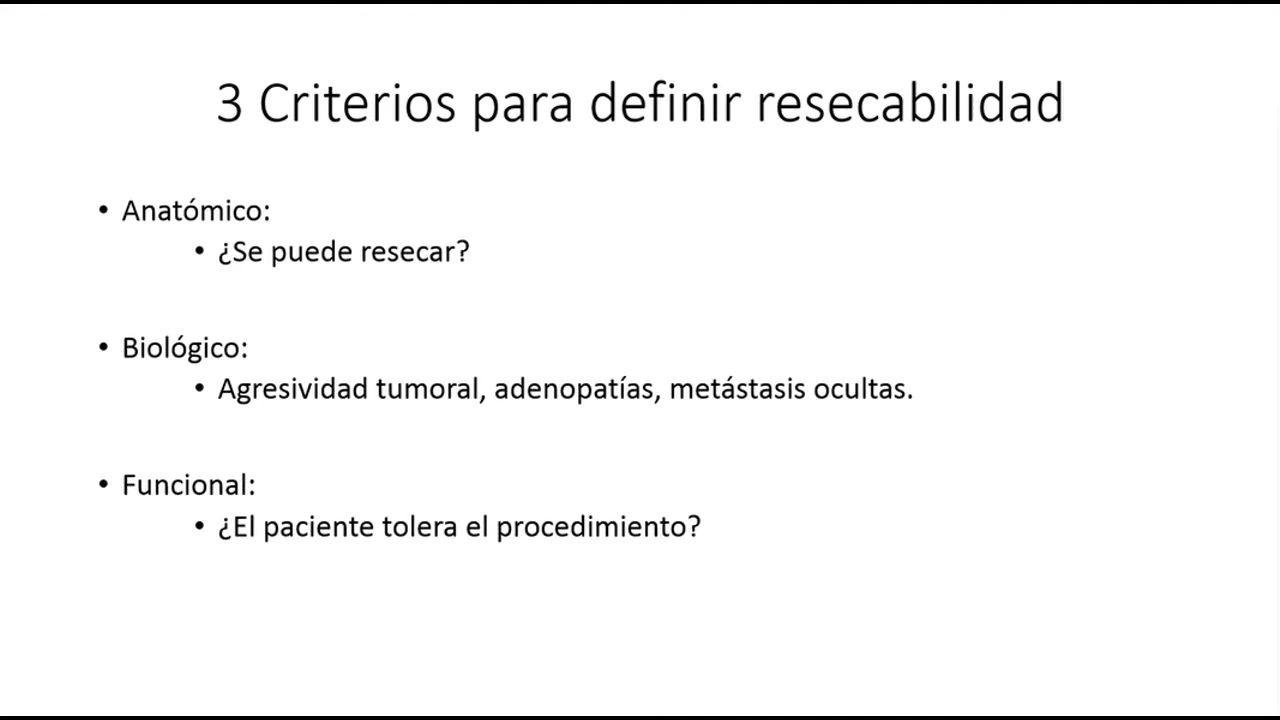 3 Criterios para definir resecabilidad
• Anatómico:
• ¿Se puede resecar?
• Biológico:
• Agresividad tumoral, adenopatías, metástasis ocultas.
• Funcional:
• ¿El paciente tolera el procedimiento?